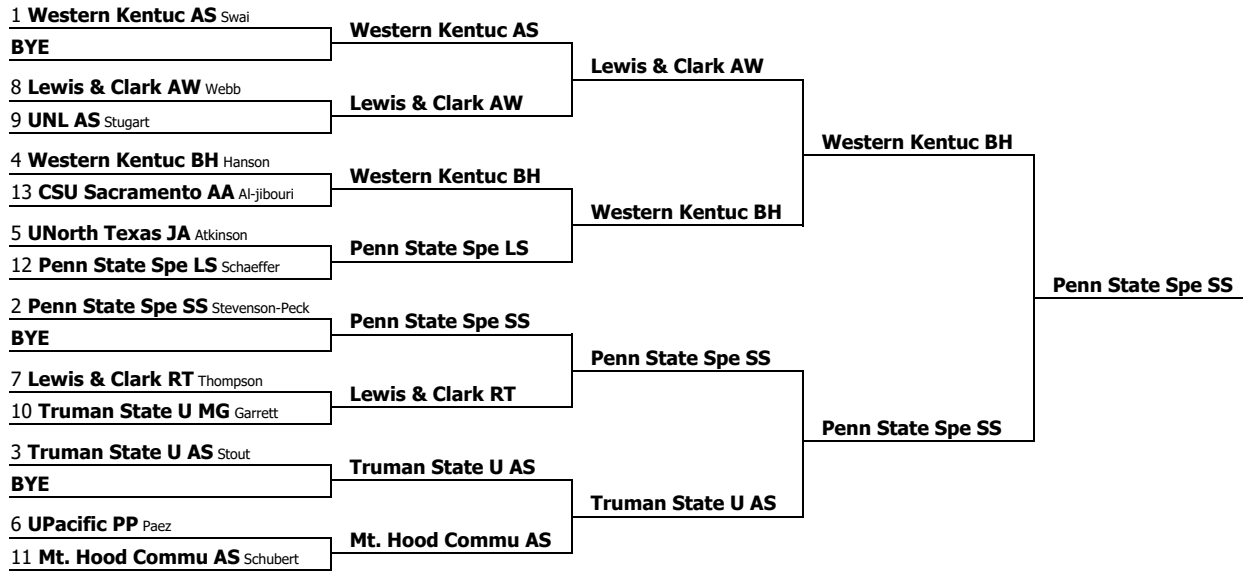 1 Western Kentuc AS Swai
BYE
8 Lewis & Clark AW Webb
9 UNL AS Stugart
4 Western Kentuc BH Hanson
13 CSU Sacramento AA Al-jibouri
5 UNorth Texas JA Atkinson
12 Penn State Spe LS Schaeffer
2 Penn State Spe SS Stevenson-Peck
BYE
7 Lewis & Clark RT Thompson
10 Truman State U MG Garrett
3 Truman State U AS Stout
BYE
6 UPacific PP Paez
11 Mt. Hood Commu AS Schubert
Western Kentuc AS
Lewis & Clark AW
Western Kentuc BH
Penn State Spe LS
Penn State Spe SS
Lewis & Clark RT
Truman State U AS
Mt. Hood Commu AS
Lewis & Clark AW
Western Kentuc BH
Penn State Spe SS
Truman State U AS
Western Kentuc BH
Penn State Spe SS
Penn State Spe SS